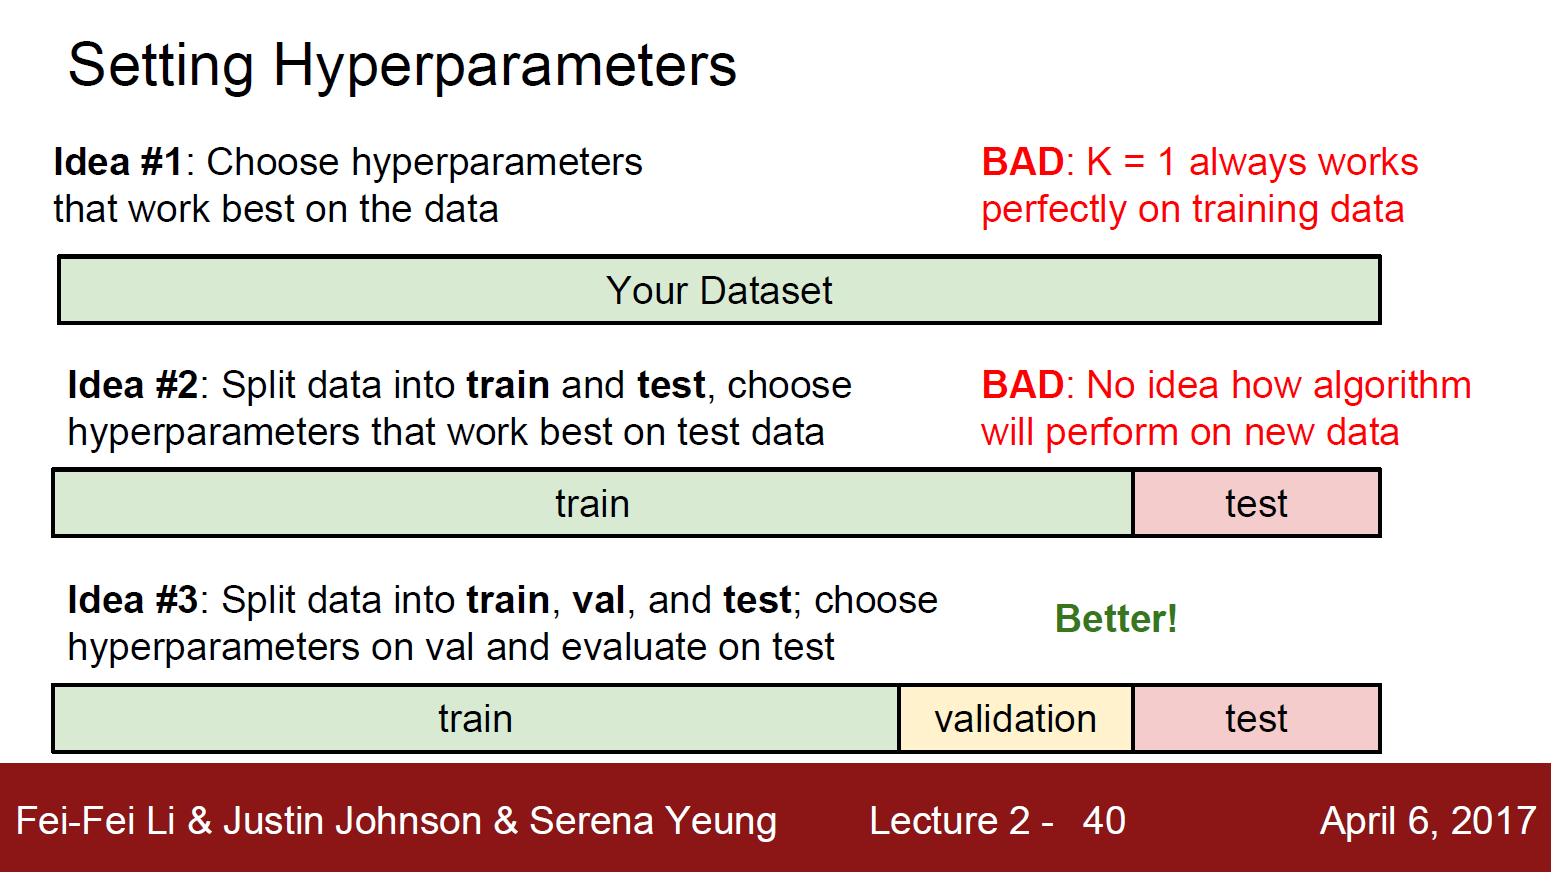 Setting Hyperparameters
Idea #1: Choose hyperparameters
that work best on the data
BAD: K = 1 always works
perfectly on training data
Your Dataset
Idea #2: Split data into train and test, choose
hyperparameters that work best on test data
BAD: No idea how algorithm
will perform on new data
train
test
Idea #3: Split data into train, val, and test; choose
hyperparameters on val and evaluate on test
Better!
train
validation
test
Fei-Fei Li & Justin Johnson & Serena Yeung
Lecture 2 - 40
April 6, 2017